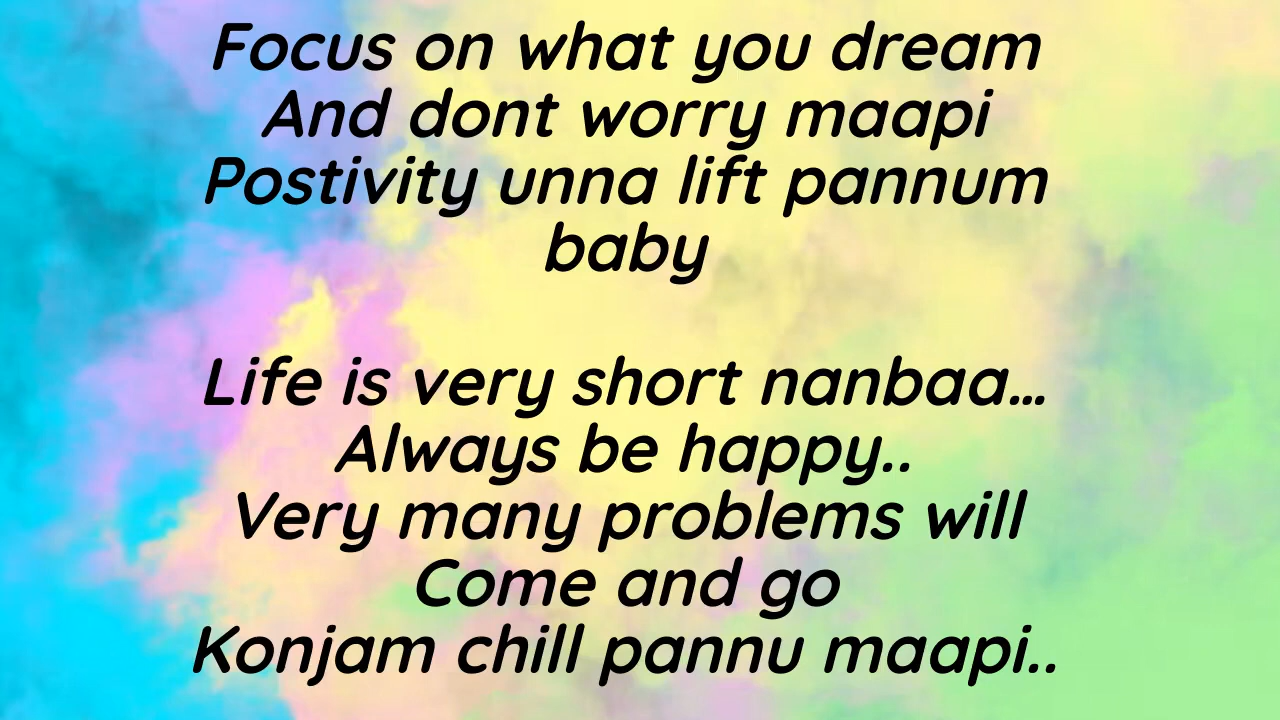 Focus on what you dream
And dont worry maapi
Postivity unna lift pannum
baby
Life is very short nanbaa...
Always be happy..
Very many problems will
Come and go
Konjam chill pannu maapi..